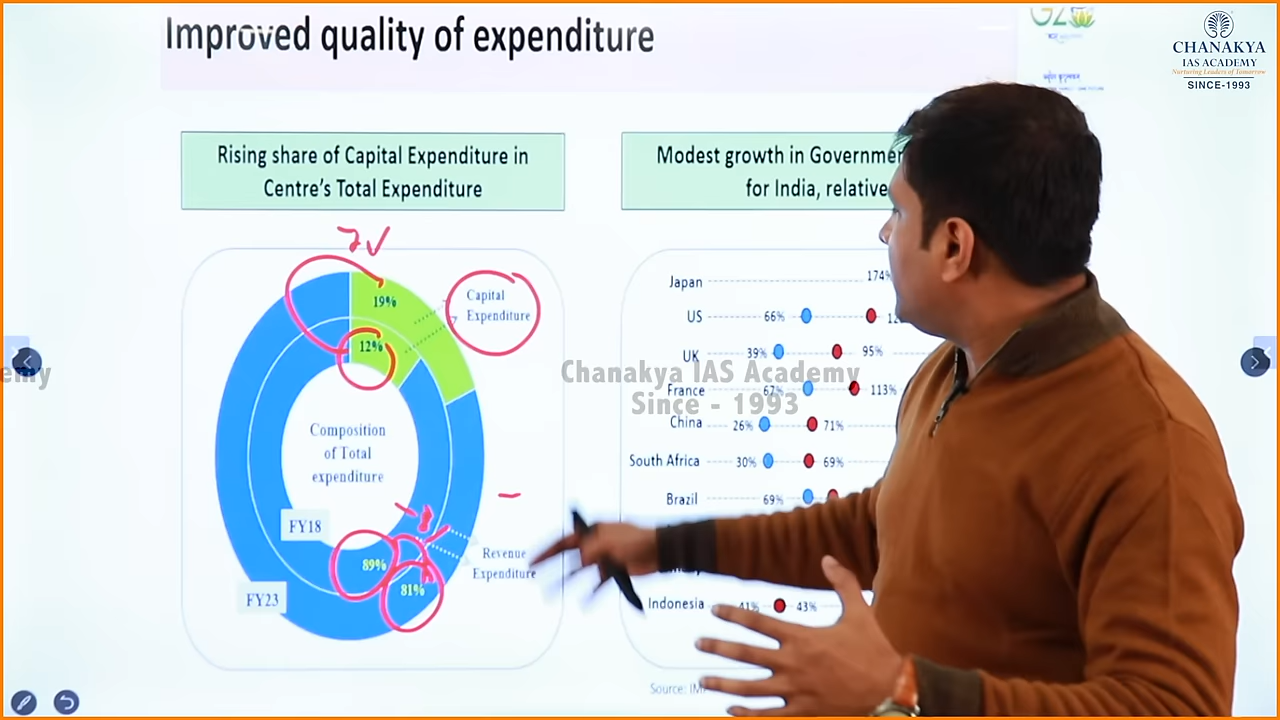 Improved quality of expenditure
CHANAKYA
IAS ACADEMY
Nurturing Leaders of Tomorrow
SINCE-1993
Rising share of Capital Expenditure in
Centre's Total Expenditure
19%
12%
Capital
Expenditure
Composition
of Total
expenditure
FY18
FY23
89%
81%
Revenue
Expenditure
Modest growth in
for India, relative
Japan 174%
US 66%
UK 39% 95%
France 67% 113%
China 26% 71%
South Africa 30% 69%
Brazil 69%
Indonesia 41% 43%
Source:
Chanakya IAS Academy
Since - 1993